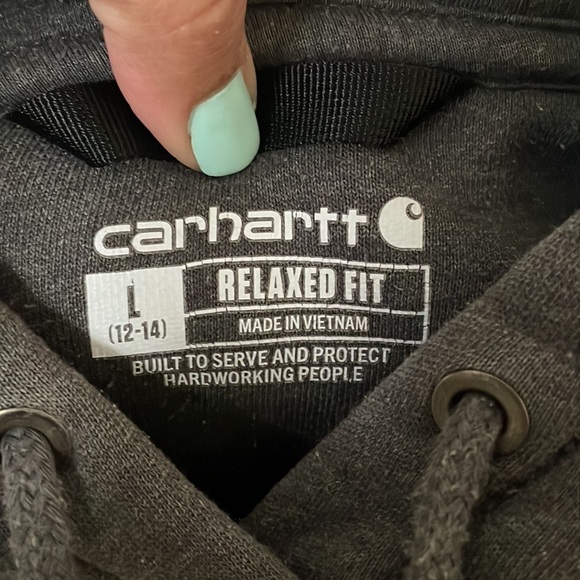 carhartt
L
(12-14)
RELAXED FIT
MADE IN VIETNAM
BUILT TO SERVE AND PROTECT
HARDWORKING PEOPLE